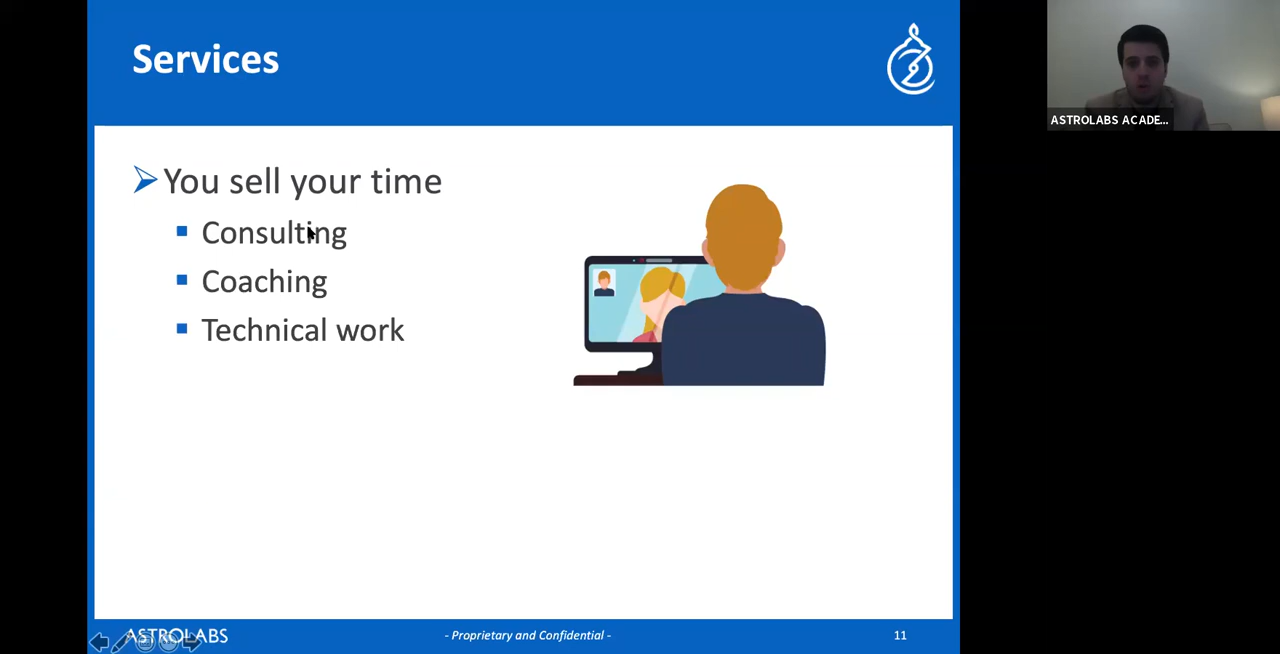 Services
You sell your time
Consulting
Coaching
Technical work
ASTROLABS
- Proprietary and Confidential -
11
ASTROLABS ACADE...